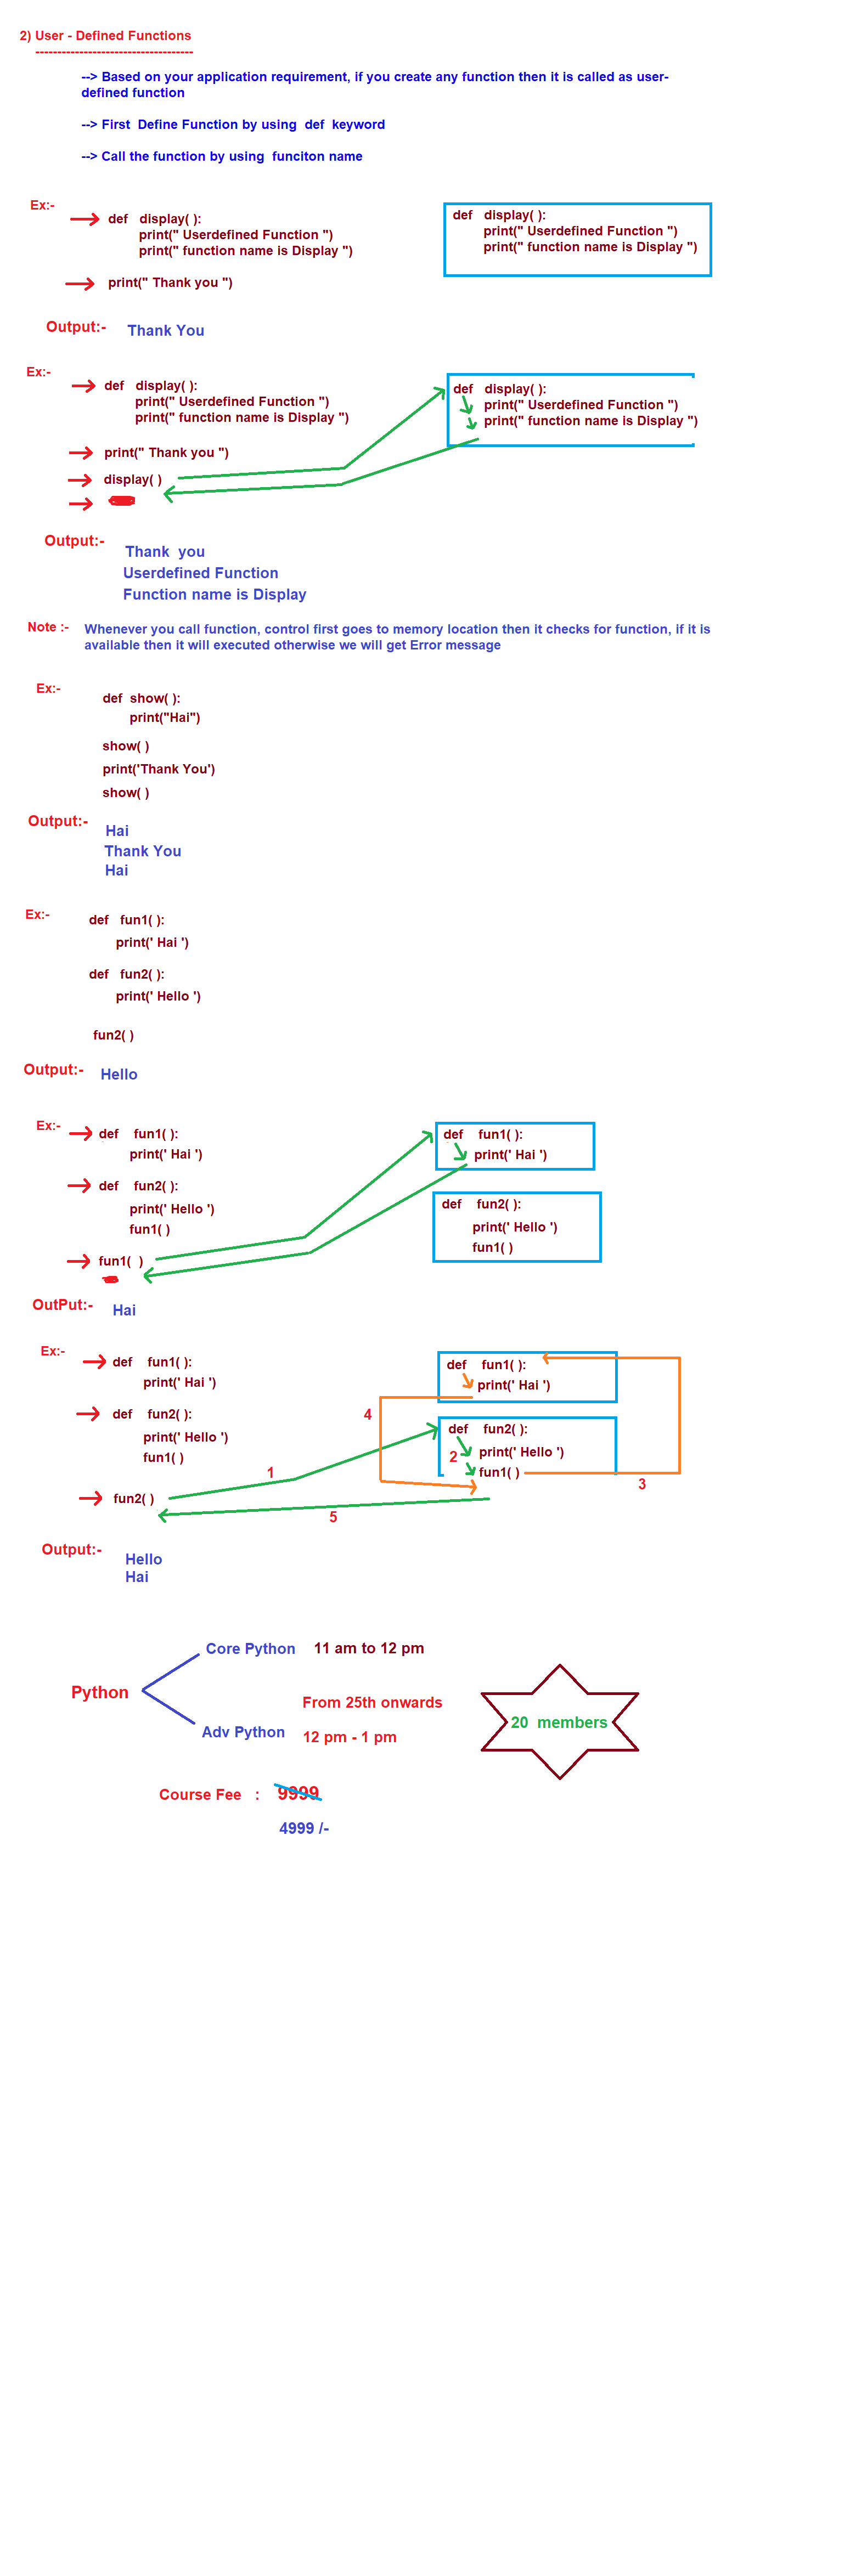 2) User - Defined Functions
------------------------------------
--> Based on your application requirement, if you create any function then it is called as user-
defined function
--> First  Define Function by using  def  keyword
--> Call the function by using  funciton name
Ex:-
def   display( ):
print(" Userdefined Function ")
print(" function name is Display ")
print(" Thank you ")
def   display( ):
print(" Userdefined Function ")
print(" function name is Display ")
Output:-   Thank You
Ex:-
def   display( ):
print(" Userdefined Function ")
print(" function name is Display ")
print(" Thank you ")
display( )
def   display( ):
print(" Userdefined Function ")
print(" function name is Display ")
Output:-
Thank  you
Userdefined Function
Function name is Display
Note :-   Whenever you call function, control first goes to memory location then it checks for function, if it is
available then it will executed otherwise we will get Error message
Ex:-
def  show( ):
print("Hai")
show( )
print('Thank You')
show( )
Output:-
Hai
Thank You
Hai
Ex:-
def   fun1( ):
print(' Hai ')
def   fun2( ):
print(' Hello ')
fun2( )
Output:-   Hello
Ex:-
def    fun1( ):
print(' Hai ')
def    fun2( ):
print(' Hello ')
fun1( )
fun1(  )
def    fun1( ):
print(' Hai ')
def    fun2( ):
print(' Hello ')
fun1( )
OutPut:-   Hai
Ex:-
def    fun1( ):
print(' Hai ')
def    fun2( ):
print(' Hello ')
fun1( )
fun2( )
def    fun1( ):
print(' Hai ')
4
def    fun2( ):
2   print(' Hello ')
fun1( )
1
3
5
Output:-
Hello
Hai
Python
Core Python   11 am to 12 pm
From 25th onwards
Adv Python   12 pm - 1 pm
20  members
Course Fee   :   9999
4999 /-